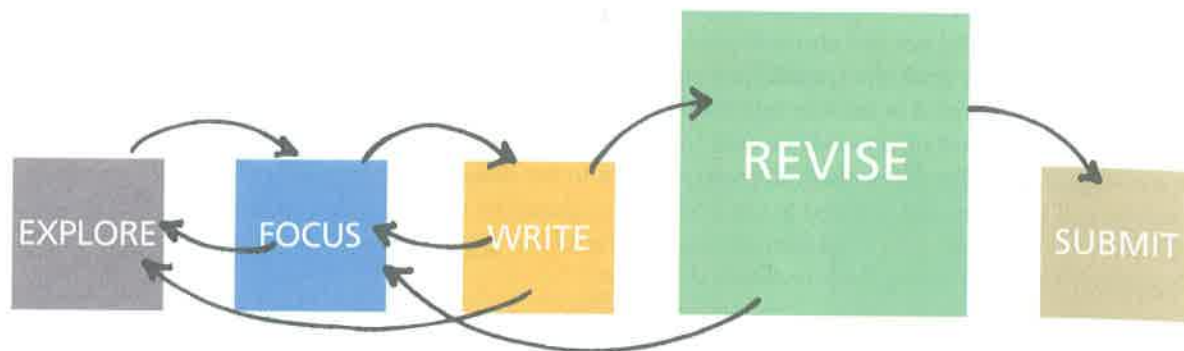 EXPLORE
FOCUS
WRITE
REVISE
SUBMIT